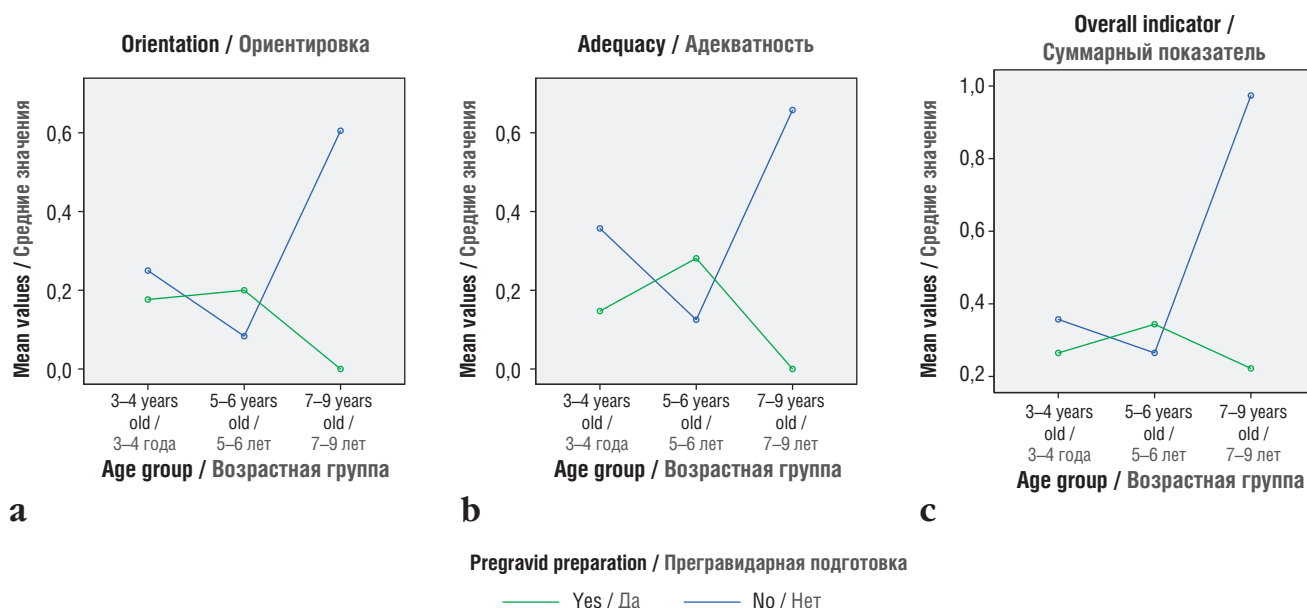 Orientation / Ориентировка
Mean values / Средние значения
0,6
0,4
0,2
0,0
3–4 years
old /
3–4 года
5–6 years
old /
5–6 лет
7–9 years
old /
7–9 лет
Age group / Возрастная группа
a
Adequacy / Адекватность
Mean values / Средние значения
0,6
0,4
0,2
0,0
3–4 years
old /
3–4 года
5–6 years
old /
5–6 лет
7–9 years
old /
7–9 лет
Age group / Возрастная группа
b
Overall indicator /
Суммарный показатель
Mean values / Средние значения
1,0
0,8
0,6
0,4
0,2
3–4 years
old /
3–4 года
5–6 years
old /
5–6 лет
7–9 years
old /
7–9 лет
Age group / Возрастная группа
c
Pregravid preparation / Прегравидарная подготовка
Yes / Да
No / Нет